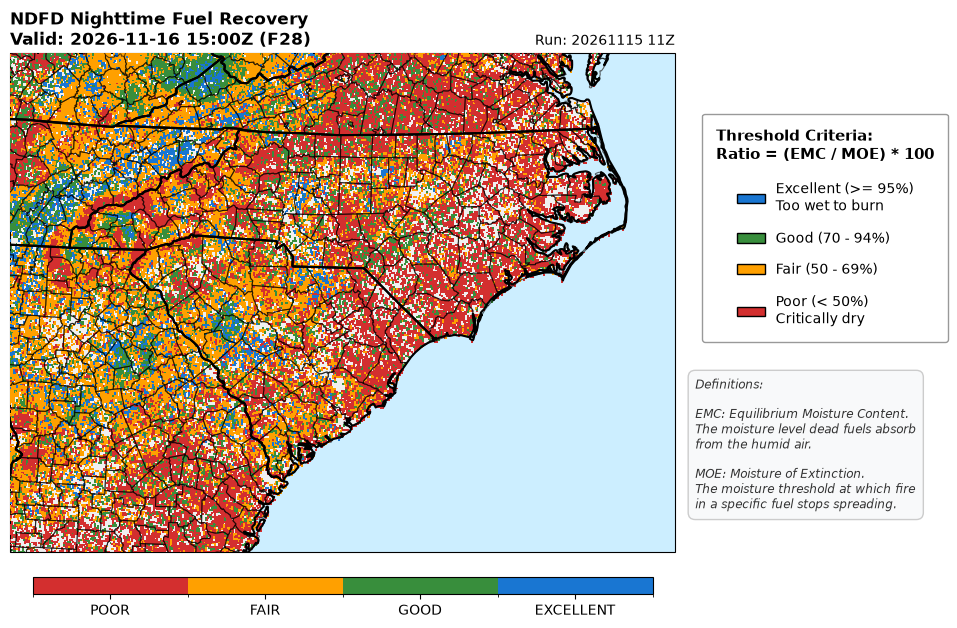 NDFD Nighttime Fuel Recovery
Valid: 2026-11-16 15:00Z (F28)
Run: 20261115 11Z
Threshold Criteria:
Ratio = (EMC / MOE) * 100
Excellent (>= 95%)
Too wet to burn
Good (70 - 94%)
Fair (50 - 69%)
Poor (< 50%)
Critically dry
Definitions:
EMC: Equilibrium Moisture Content.
The moisture level dead fuels absorb
from the humid air.
MOE: Moisture of Extinction.
The moisture threshold at which fire
in a specific fuel stops spreading.
POOR
FAIR
GOOD
EXCELLENT